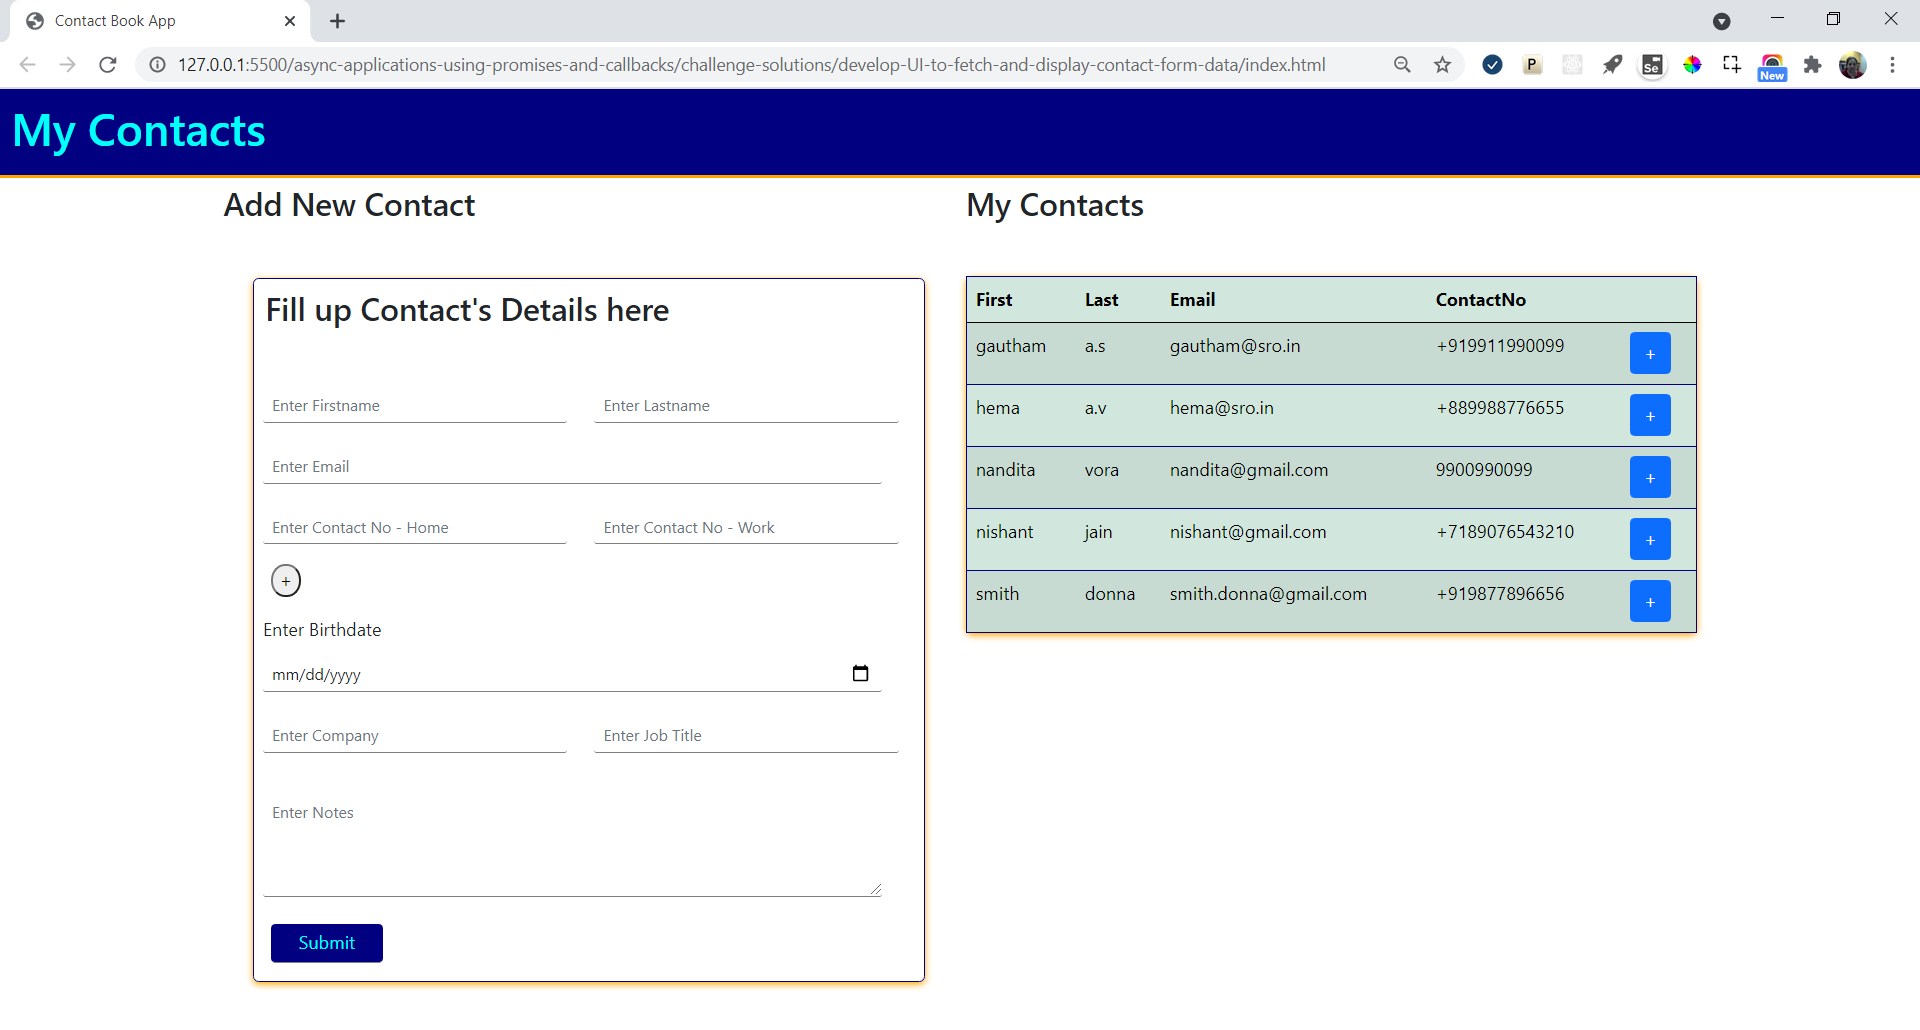 Contact Book App
127.0.0.1:5500/async-applications-using-promises-and-callbacks/challenge-solutions/develop-UI-to-fetch-and-display-contact-form-data/index.html
P
Se
New
My Contacts
Add New Contact
Fill up Contact's Details here
Enter Firstname Enter Lastname
Enter Email
Enter Contact No - Home Enter Contact No - Work
+
Enter Birthdate
mm/dd/yyyy
Enter Company Enter Job Title
Enter Notes
Submit
My Contacts
First Last Email ContactNo
gautham a.s gautham@sro.in +919911990099 +
hema a.v hema@sro.in +889988776655 +
nandita vora nandita@gmail.com 9900990099 +
nishant jain nishant@gmail.com +7189076543210 +
smith donna smith.donna@gmail.com +919877896656 +